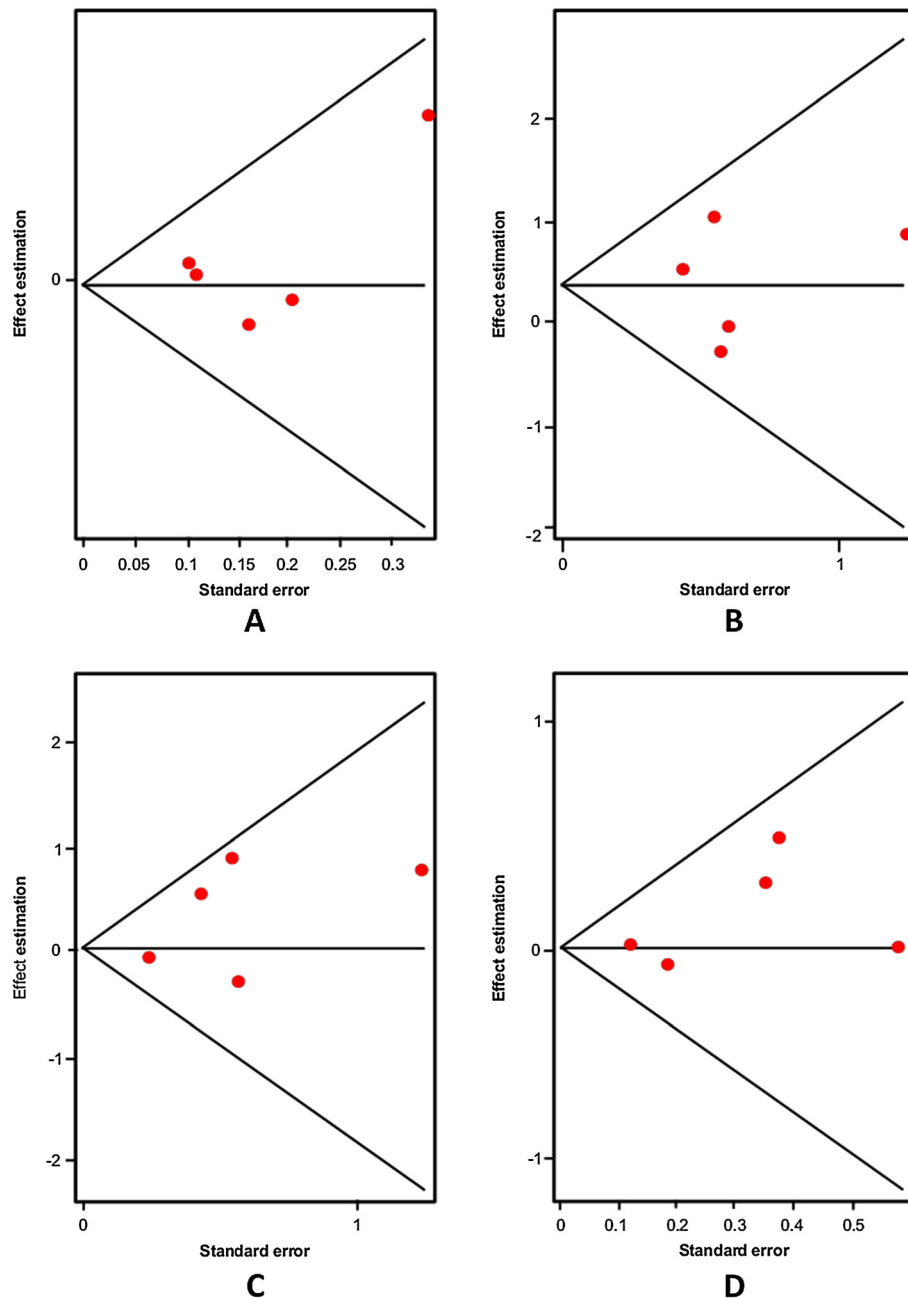 Effect estimation
0
0 0.05 0.1 0.15 0.2 0.25 0.3
Standard error
A
Effect estimation
2
1
0
-1
-2
0 1
Standard error
B
Effect estimation
2
1
0
-1
-2
0 1
Standard error
C
Effect estimation
1
0
-1
0 0.1 0.2 0.3 0.4 0.5
Standard error
D